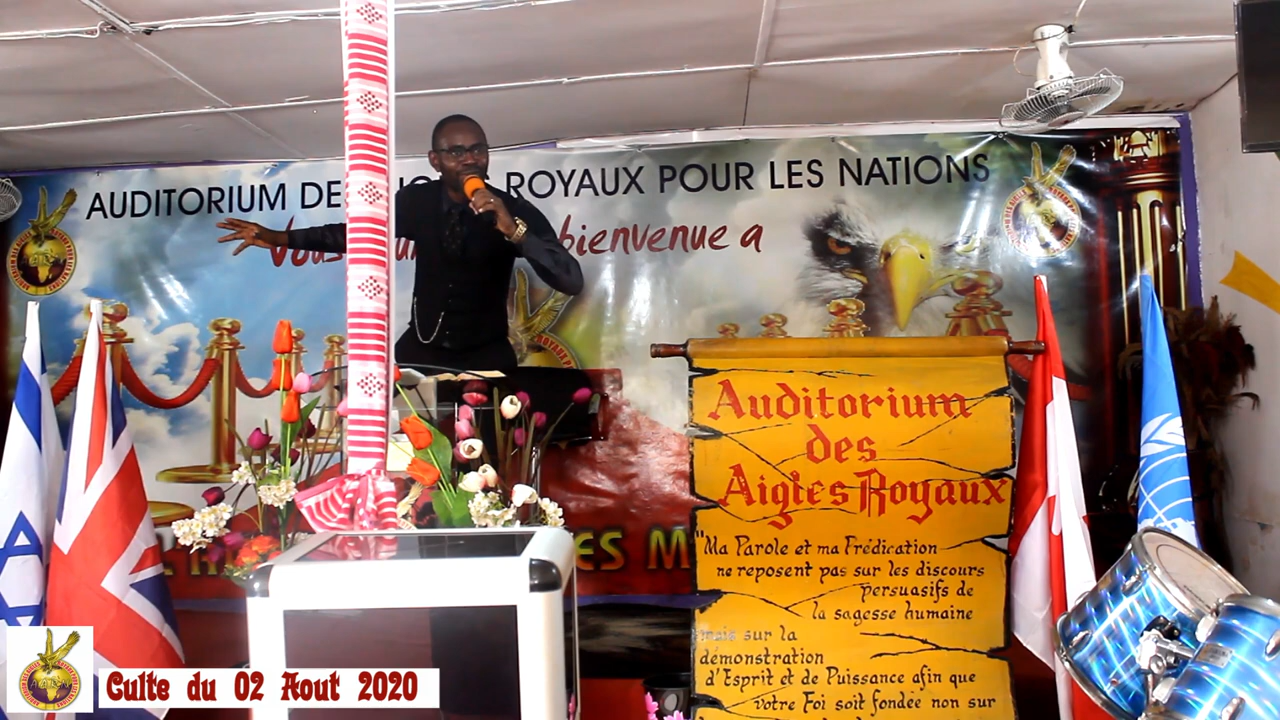 AUDITORIUM DE ROYAUX POUR LES NATIONS
bienvenue a
Auditorium
des
Aigles Royaux
"Ma Parole et ma Prédication
ne reposent pas sur les discours
persuasifs de
la sagesse humaine
mais sur la
démonstration
d'Esprit et de Puissance afin que
votre Foi soit fondée non sur
ES M
Culte du 02 Aout 2020